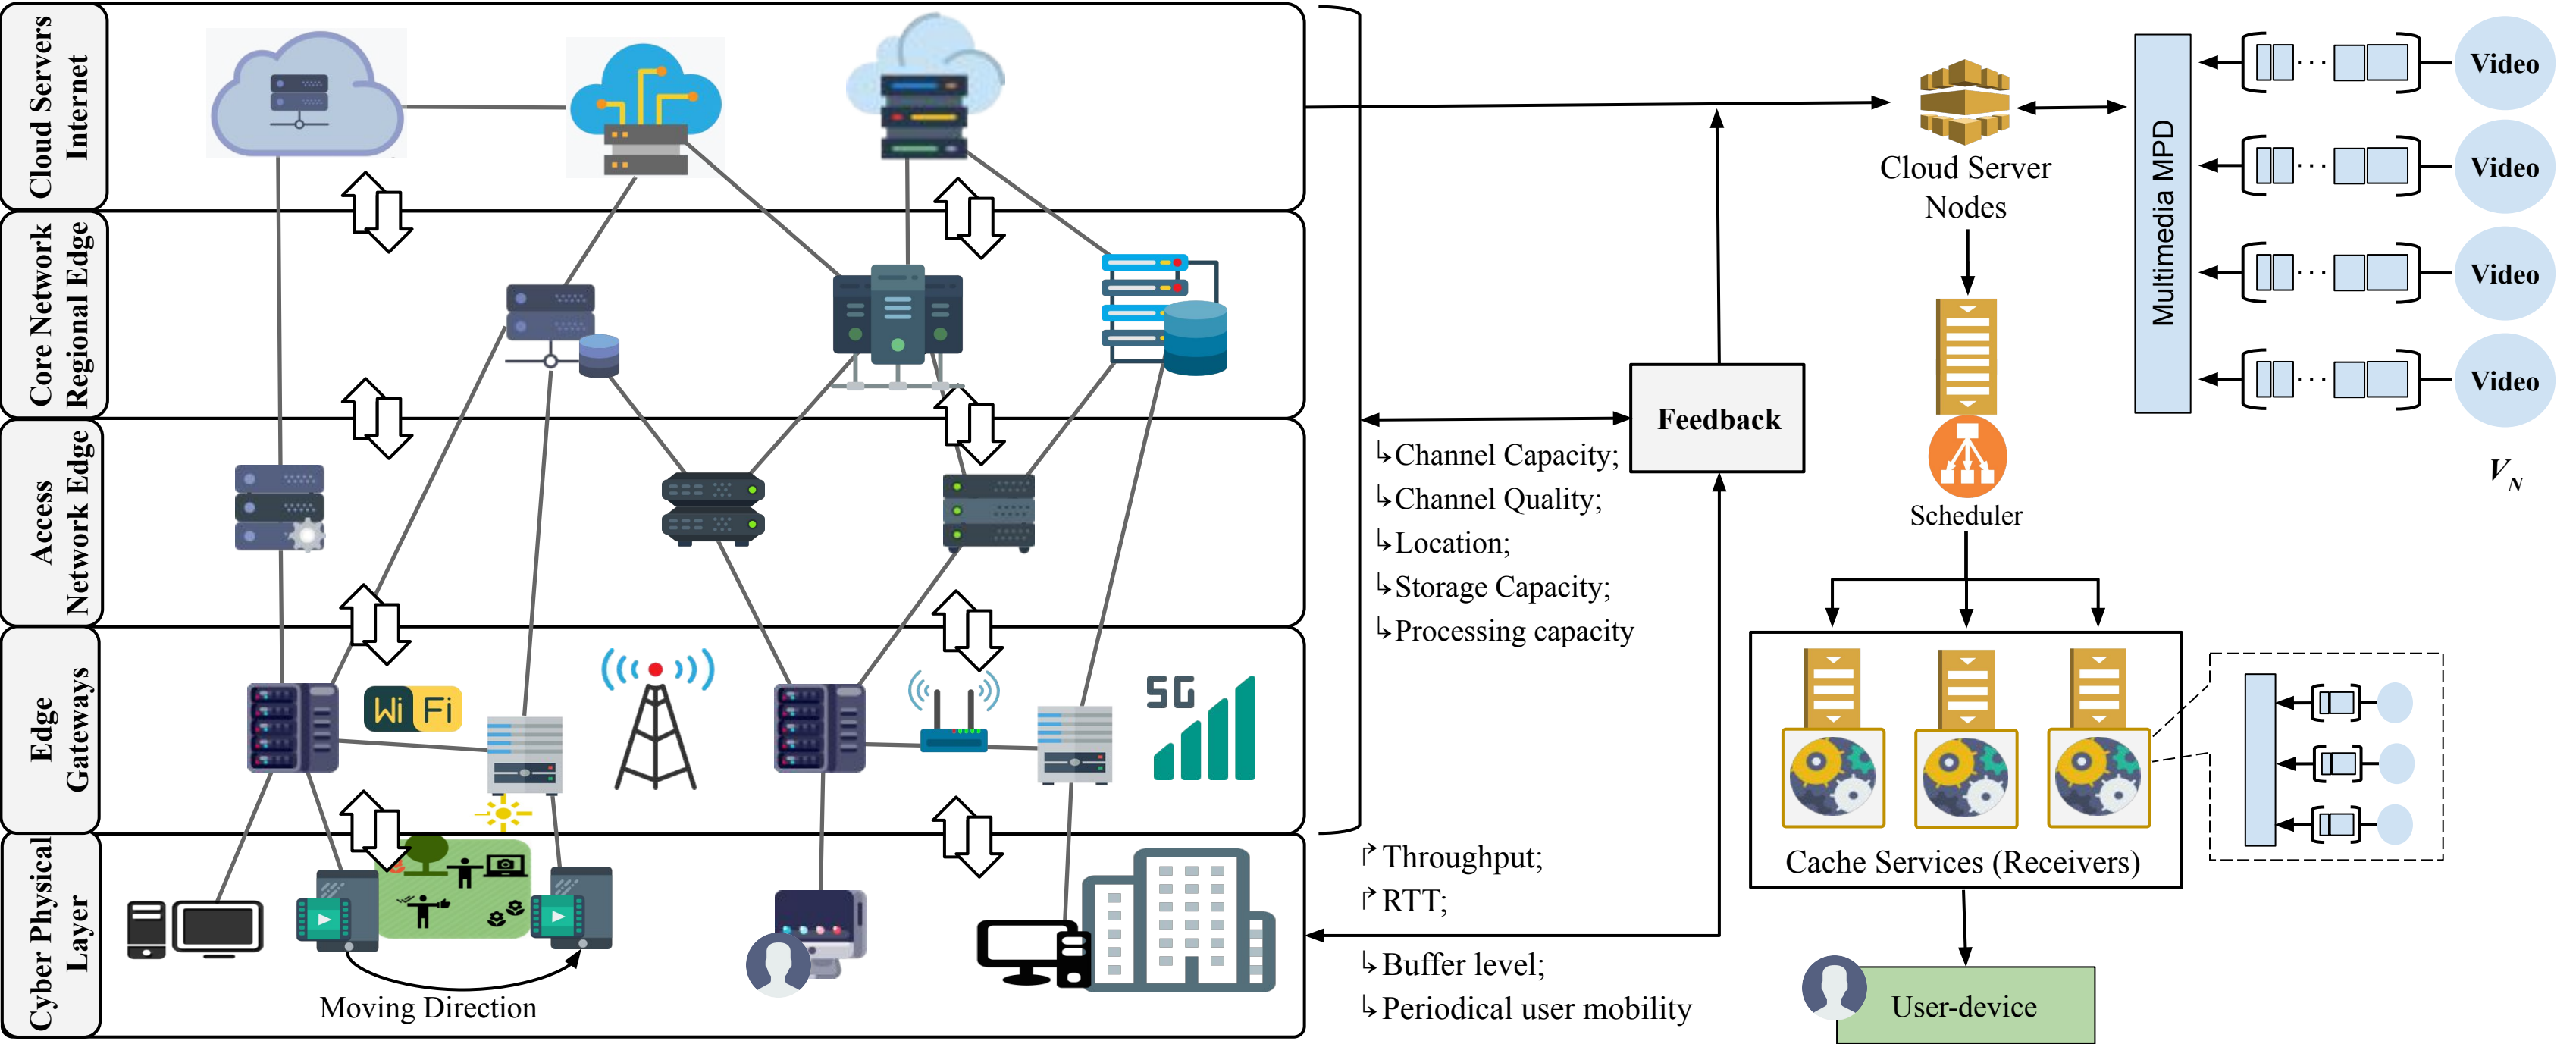 Cloud Servers
Internet
Core Network
Regional Edge
Access
Network Edge
Edge
Gateways
Cyber Physical
Layer
Wi Fi
5G
Moving Direction
Feedback
↳Channel Capacity;
↳Channel Quality;
↳Location;
↳Storage Capacity;
↳Processing capacity
↱Throughput;
↱RTT;
↳Buffer level;
↳Periodical user mobility
Cloud Server
Nodes
Scheduler
Cache Services (Receivers)
User-device
Multimedia MPD
...
Video
...
Video
...
Video
...
Video
V_N